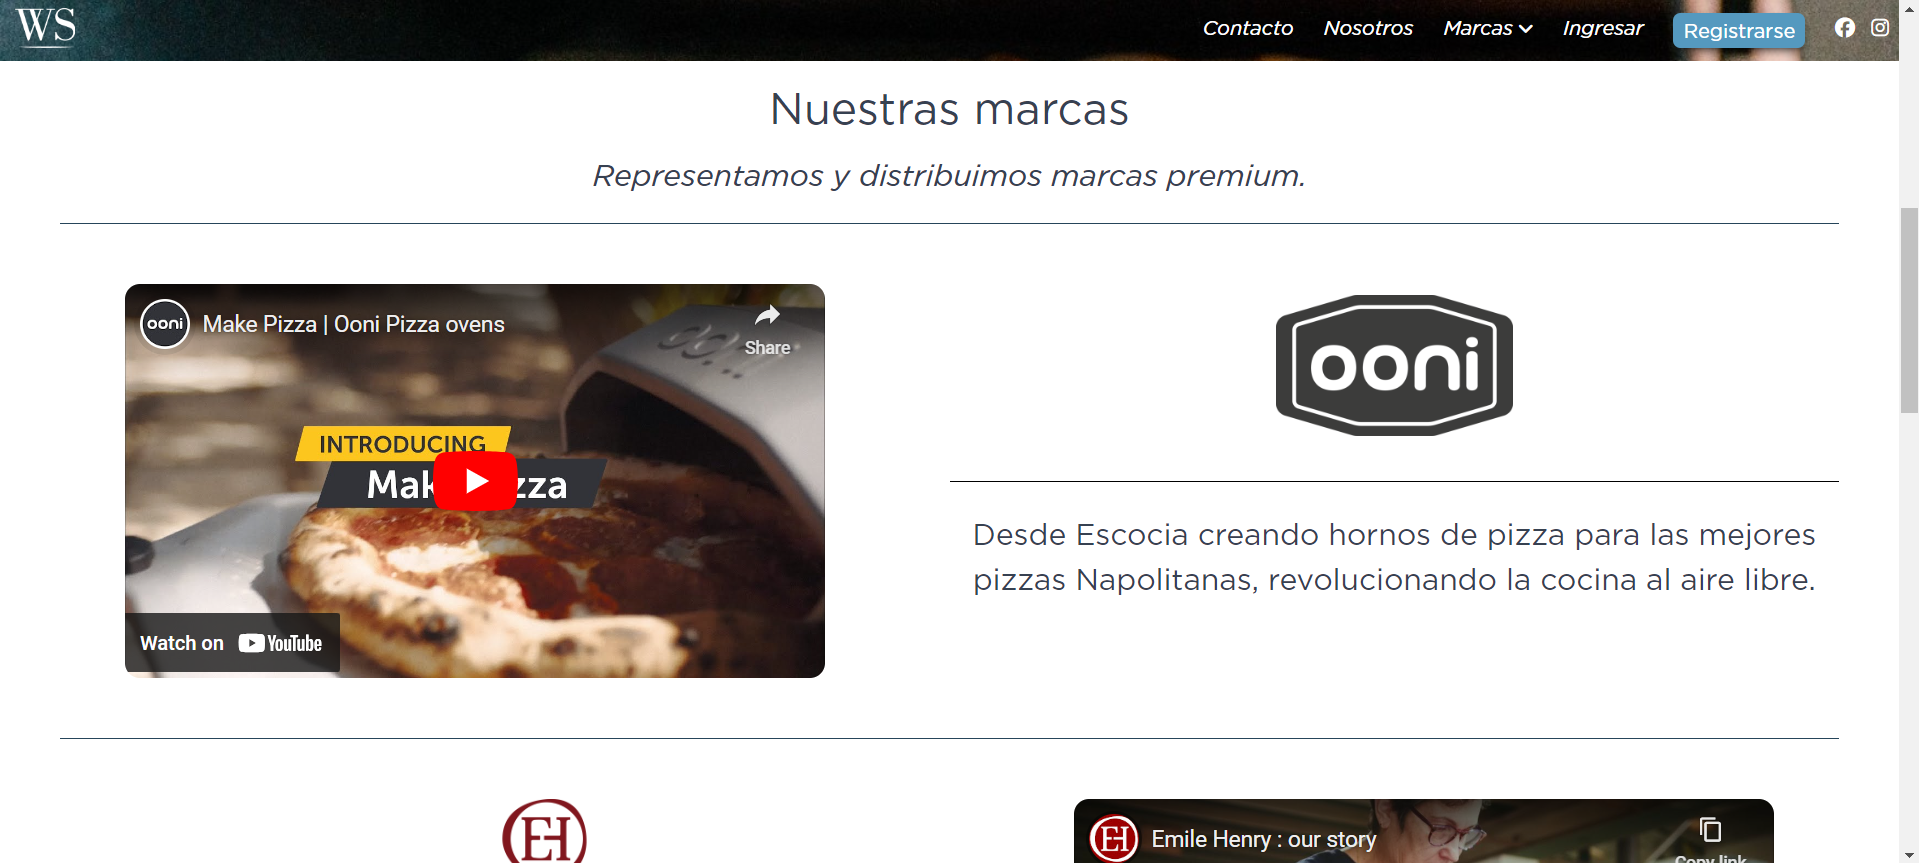 WS
Contacto Nosotros Marcas Ingresar Registrarse
Nuestras marcas
Representamos y distribuimos marcas premium.
ooni
Make Pizza | Ooni Pizza ovens
Share
ooni
INTRODUCING
Mak zza
Watch on YouTube
ooni
Desde Escocia creando hornos de pizza para las mejores
pizzas Napolitanas, revolucionando la cocina al aire libre.
EH
EH
Emile Henry : our story
Copy link